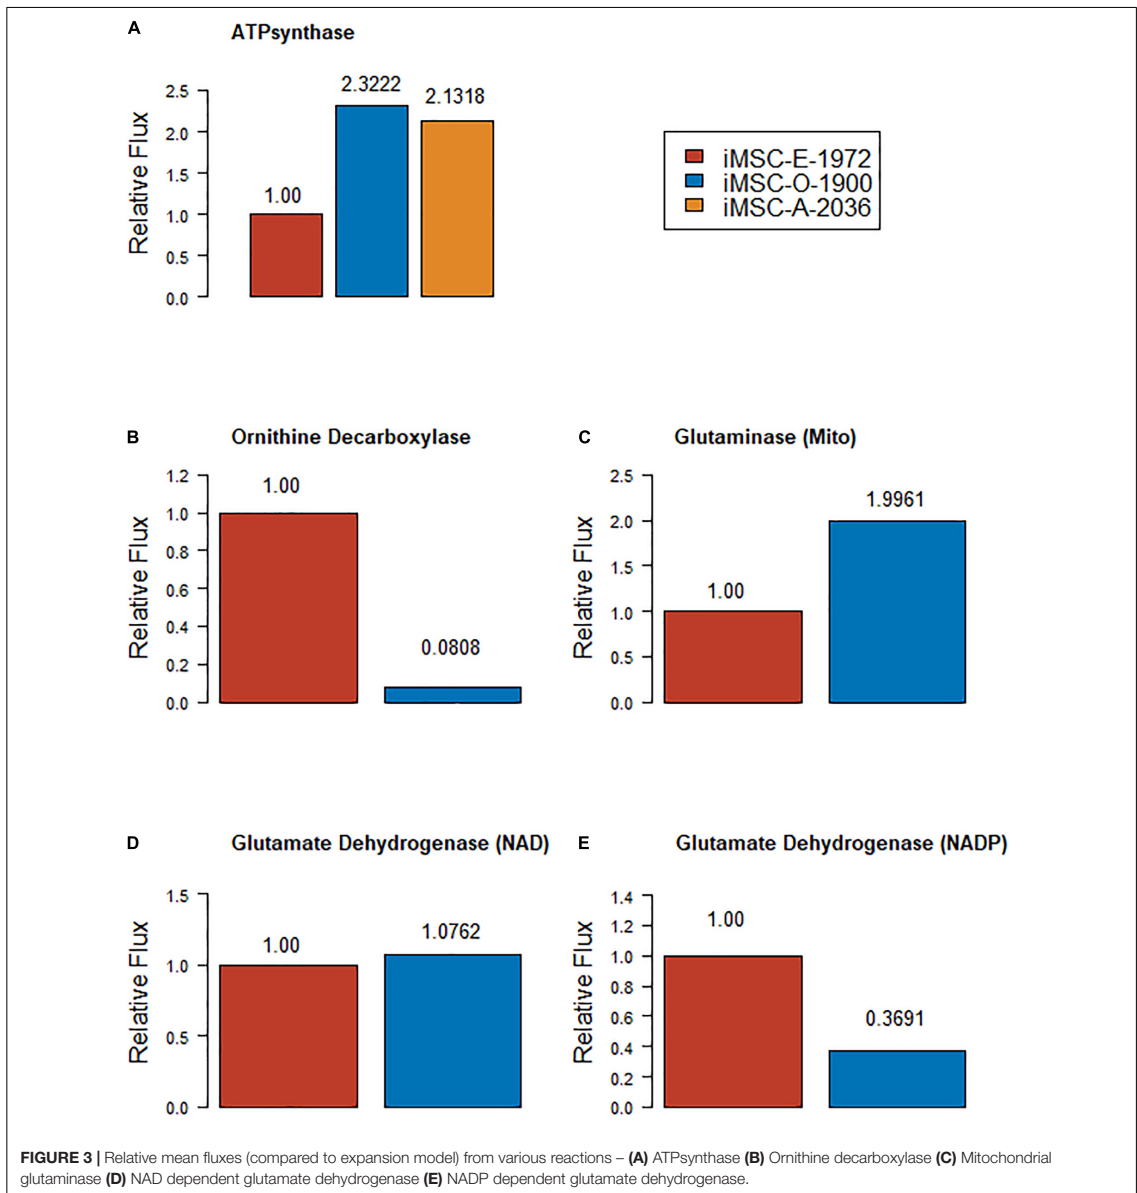 A
ATPsynthase
2.5
2.0
1.5
1.0
0.5
0.0
Relative Flux
1.00
2.3222
2.1318
iMSC-E-1972
iMSC-O-1900
iMSC-A-2036
B
Ornithine Decarboxylase
1.2
1.0
0.8
0.6
0.4
0.2
0.0
Relative Flux
1.00
0.0808
C
Glutaminase (Mito)
2.5
2.0
1.5
1.0
0.5
0.0
Relative Flux
1.00
1.9961
D
Glutamate Dehydrogenase (NAD)
1.5
1.0
0.5
0.0
Relative Flux
1.00
1.0762
E
Glutamate Dehydrogenase (NADP)
1.4
1.2
1.0
0.8
0.6
0.4
0.2
0.0
Relative Flux
1.00
0.3691
FIGURE 3 | Relative mean fluxes (compared to expansion model) from various reactions – (A) ATPsynthase (B) Ornithine decarboxylase (C) Mitochondrial
glutaminase (D) NAD dependent glutamate dehydrogenase (E) NADP dependent glutamate dehydrogenase.